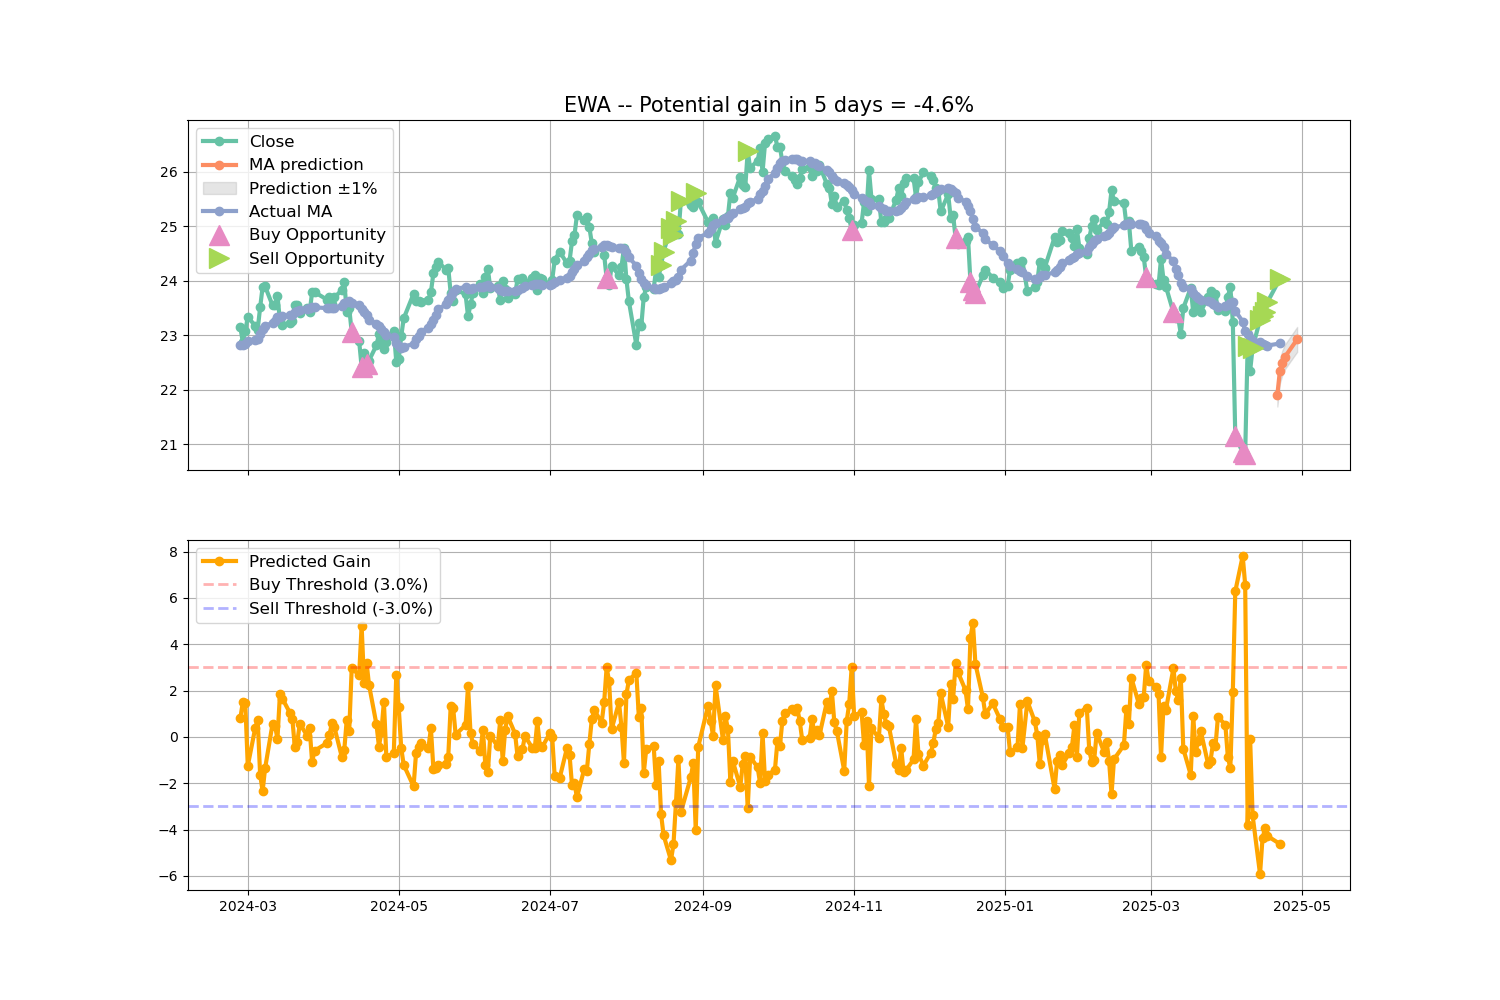 EWA -- Potential gain in 5 days = -4.6%
Close
MA prediction
Prediction ±1%
Actual MA
Buy Opportunity
Sell Opportunity
26
25
24
23
22
21
Predicted Gain
Buy Threshold (3.0%)
Sell Threshold (-3.0%)
8
6
4
2
0
−2
−4
−6
2024-03
2024-05
2024-07
2024-09
2024-11
2025-01
2025-03
2025-05